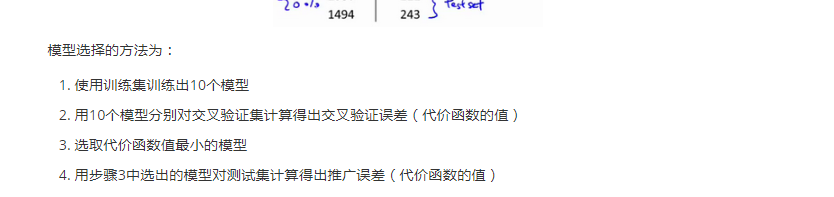 20% 1494 243 Test set
模型选择的方法为：
1. 使用训练集训练出10个模型
2. 用10个模型分别对交叉验证集计算得出交叉验证误差（代价函数的值）
3. 选取代价函数值最小的模型
4. 用步骤3中选出的模型对测试集计算得出推广误差（代价函数的值）